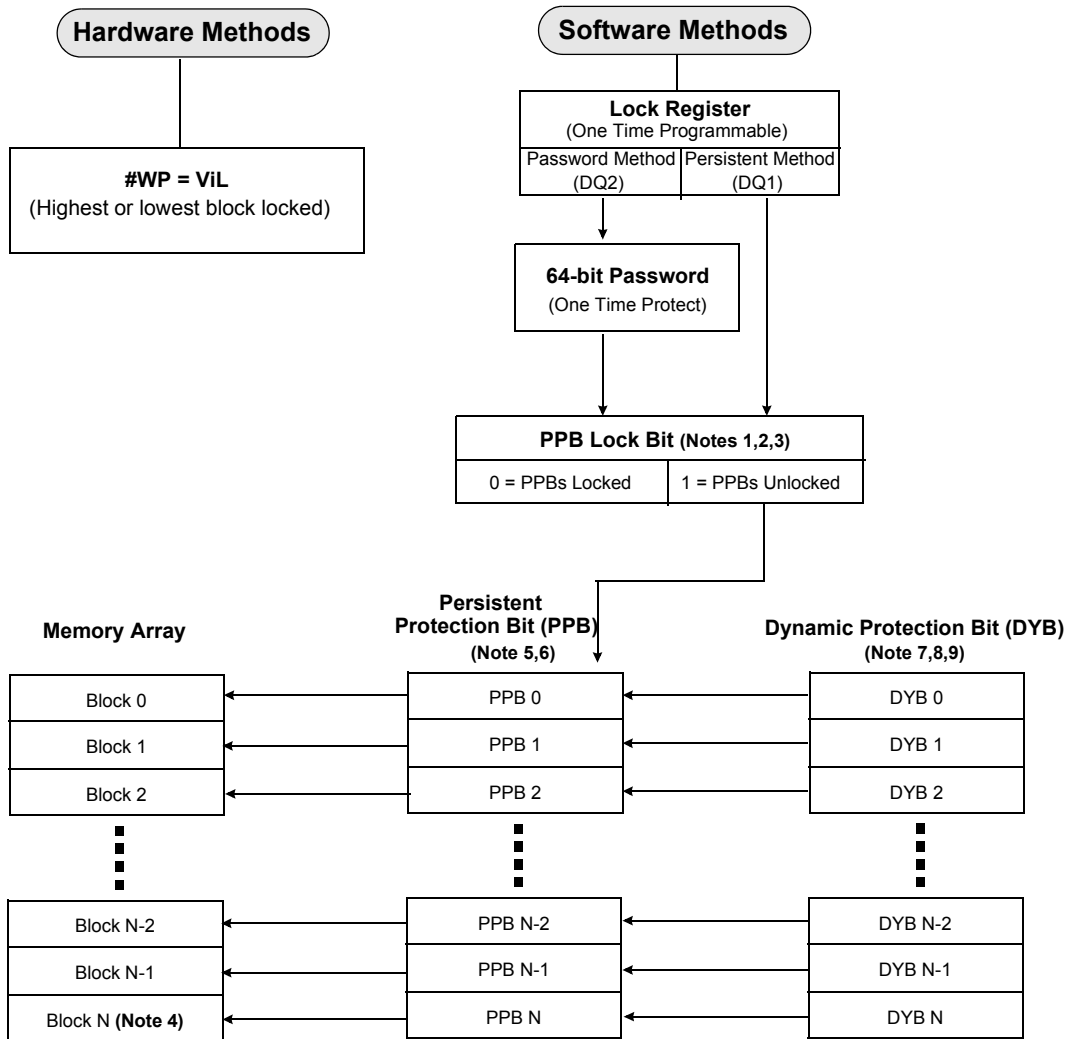 Hardware Methods
#WP = ViL
(Highest or lowest block locked)
Software Methods
Lock Register
(One Time Programmable)
Password Method
(DQ2)
Persistent Method
(DQ1)
64-bit Password
(One Time Protect)
PPB Lock Bit (Notes 1,2,3)
0 = PPBs Locked
1 = PPBs Unlocked
Memory Array
Persistent
Protection Bit (PPB)
(Note 5,6)
Dynamic Protection Bit (DYB)
(Note 7,8,9)
Block 0
PPB 0
DYB 0
Block 1
PPB 1
DYB 1
Block 2
PPB 2
DYB 2
Block N-2
PPB N-2
DYB N-2
Block N-1
PPB N-1
DYB N-1
Block N (Note 4)
PPB N
DYB N